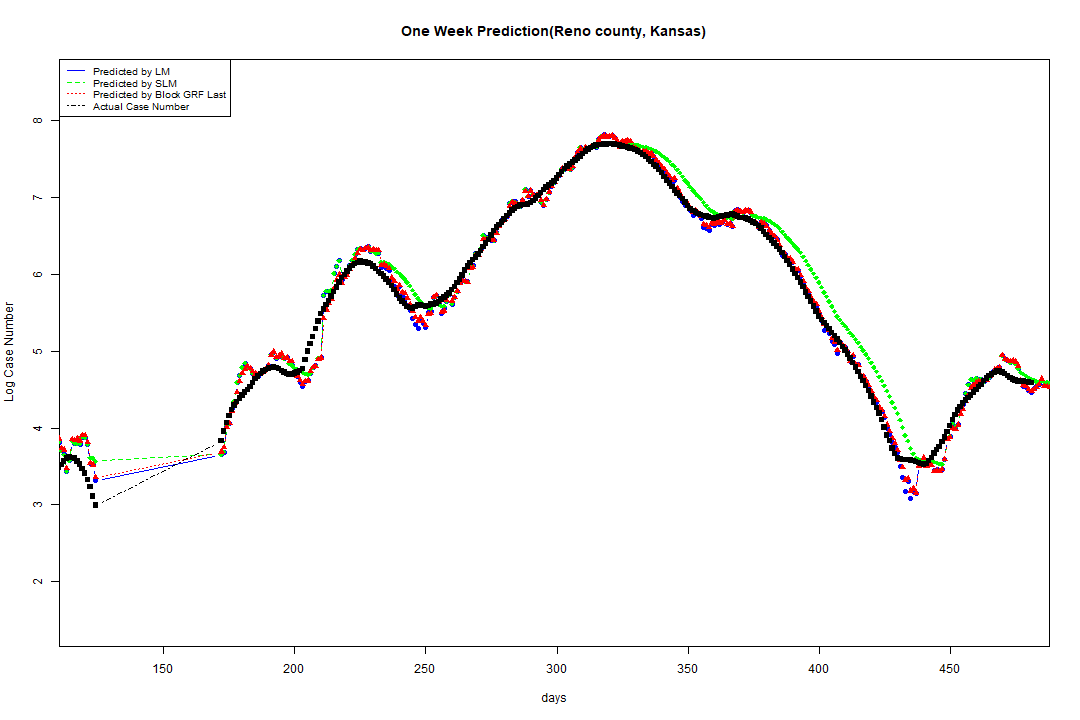 One Week Prediction(Reno county, Kansas)
Predicted by LM
Predicted by SLM
Predicted by Block GRF Last
Actual Case Number
8
7
6
5
4
3
2
Log Case Number
150 200 250 300 350 400 450
days